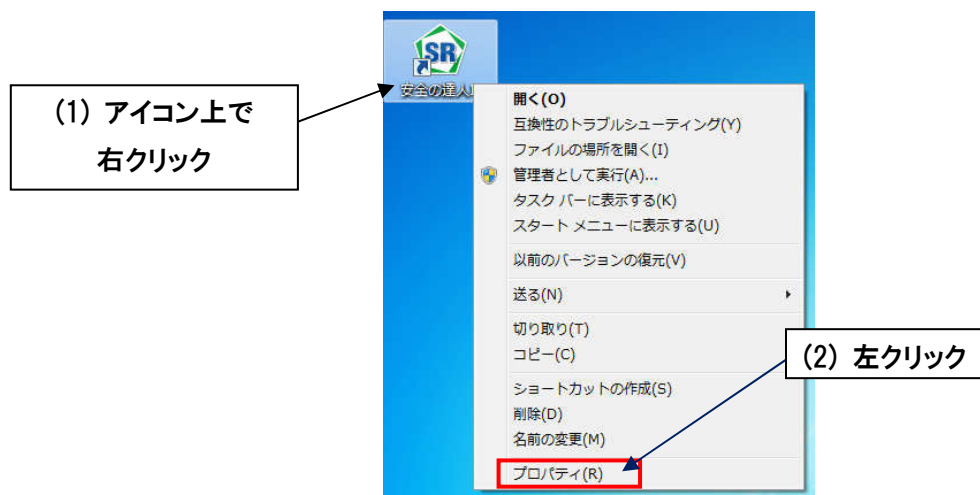 SR
安全の達人
(1) アイコン上で
右クリック
開く(O)
互換性のトラブルシューティング(Y)
ファイルの場所を開く(I)
管理者として実行(A)...
タスク バーに表示する(K)
スタート メニューに表示する(U)
以前のバージョンの復元(V)
送る(N)
切り取り(T)
コピー(C)
(2) 左クリック
ショートカットの作成(S)
削除(D)
名前の変更(M)
プロパティ(R)